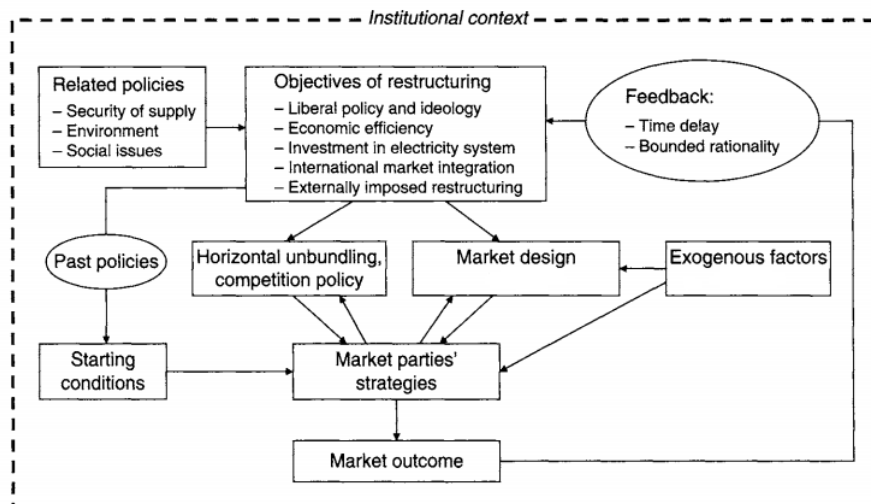 Institutional context
Related policies
– Security of supply
– Environment
– Social issues
Objectives of restructuring
– Liberal policy and ideology
– Economic efficiency
– Investment in electricity system
– International market integration
– Externally imposed restructuring
Feedback:
– Time delay
– Bounded rationality
Past policies
Horizontal unbundling,
competition policy
Market design
Exogenous factors
Starting
conditions
Market parties'
strategies
Market outcome